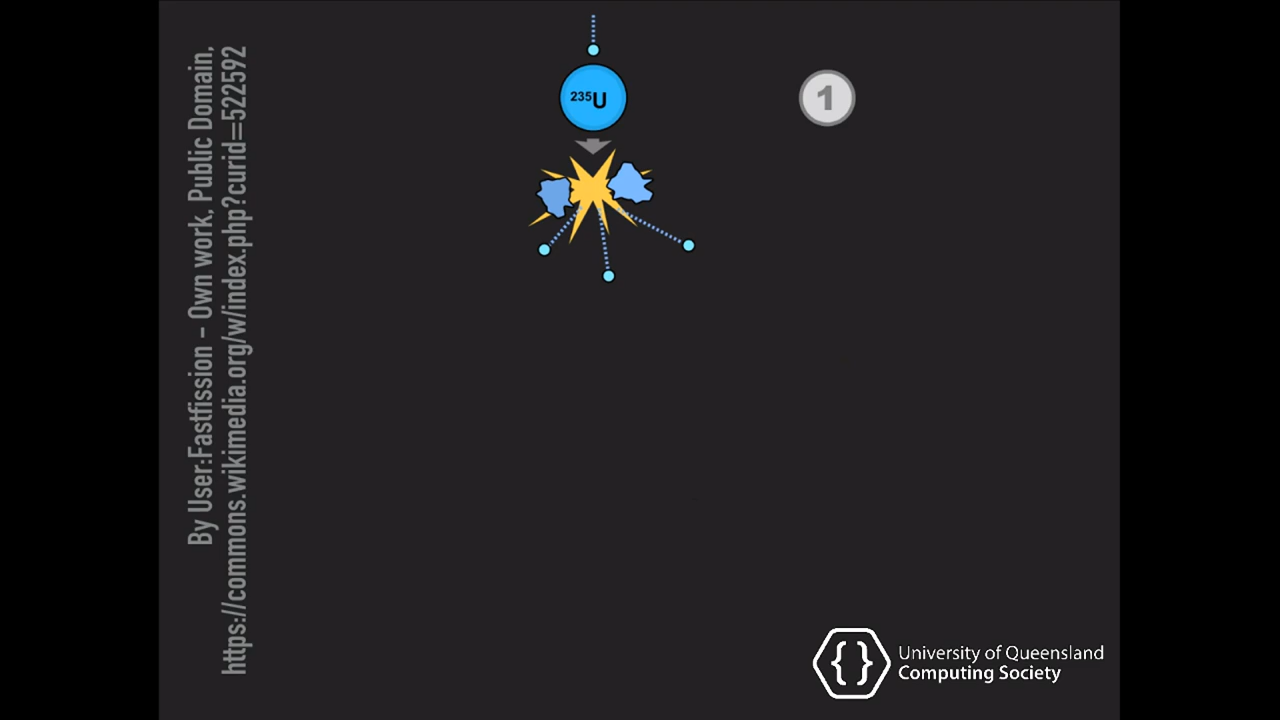 By User:Fastfission - Own work, Public Domain,
https://commons.wikimedia.org/w/index.php?curid=522592
235U
1
{}
University of Queensland
Computing Society